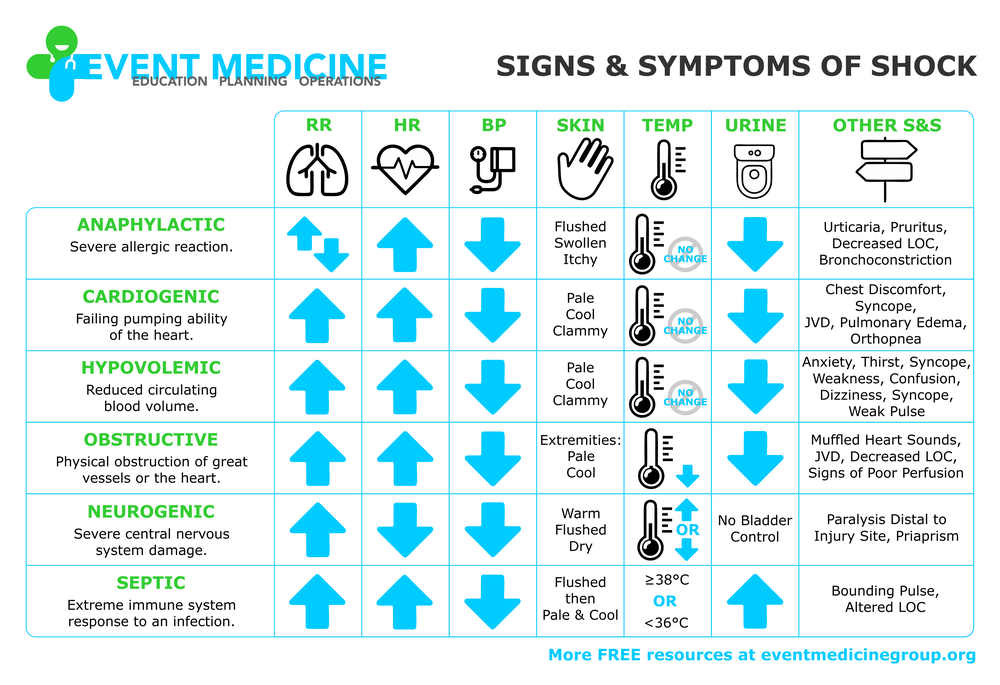 EVENT MEDICINE
EDUCATION PLANNING OPERATIONS
SIGNS & SYMPTOMS OF SHOCK
RR
HR
BP
SKIN
TEMP
URINE
OTHER S&S
ANAPHYLACTIC
Severe allergic reaction.
Flushed
Swollen
Itchy
NO
CHANGE
Urticaria, Pruritus,
Decreased LOC,
Bronchoconstriction
CARDIOGENIC
Failing pumping ability
of the heart.
Pale
Cool
Clammy
NO
CHANGE
Chest Discomfort,
Syncope,
JVD, Pulmonary Edema,
Orthopnea
HYPOVOLEMIC
Reduced circulating
blood volume.
Pale
Cool
Clammy
NO
CHANGE
Anxiety, Thirst, Syncope,
Weakness, Confusion,
Dizziness, Syncope,
Weak Pulse
OBSTRUCTIVE
Physical obstruction of great
vessels or the heart.
Extremities:
Pale
Cool
Muffled Heart Sounds,
JVD, Decreased LOC,
Signs of Poor Perfusion
NEUROGENIC
Severe central nervous
system damage.
Warm
Flushed
Dry
OR
No Bladder
Control
Paralysis Distal to
Injury Site, Priaprism
SEPTIC
Extreme immune system
response to an infection.
Flushed
then
Pale & Cool
≥38°C
OR
<36°C
Bounding Pulse,
Altered LOC
More FREE resources at eventmedicinegroup.org